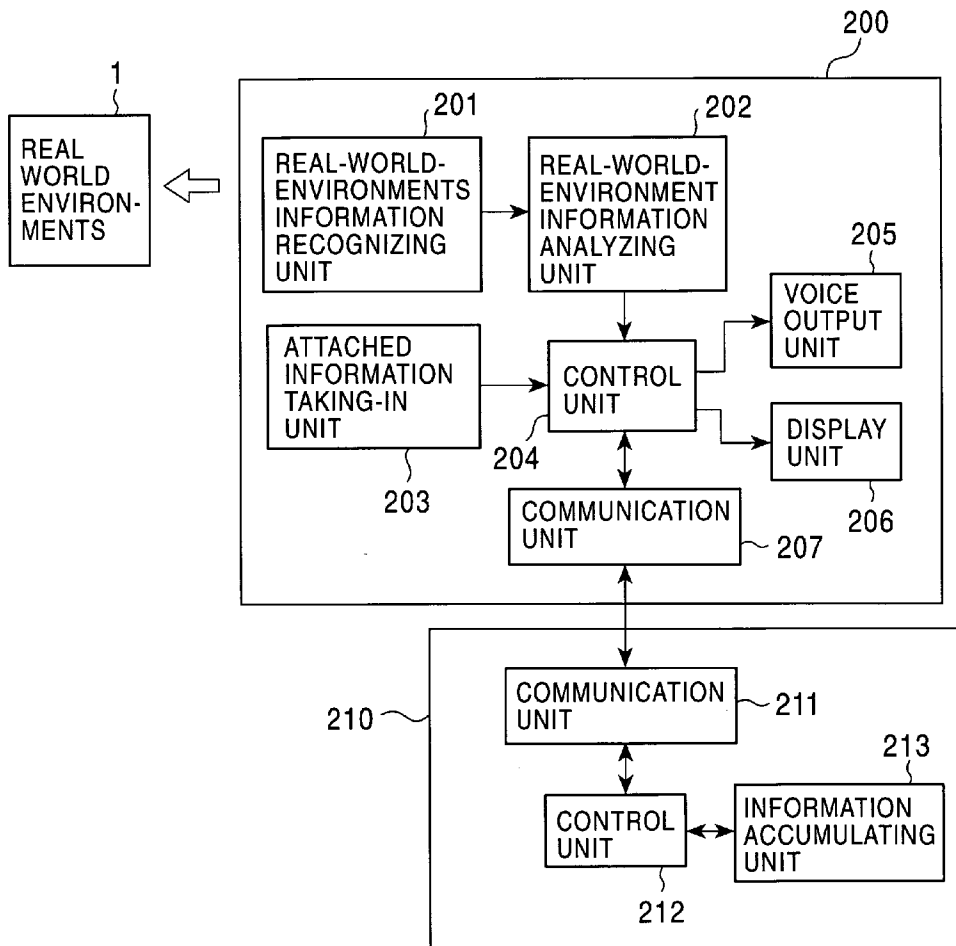 200
1
REAL
WORLD
ENVIRON-
MENTS
201
REAL-WORLD-
ENVIRONMENTS
INFORMATION
RECOGNIZING
UNIT
202
REAL-WORLD-
ENVIRONMENT
INFORMATION
ANALYZING
UNIT
205
VOICE
OUTPUT
UNIT
ATTACHED
INFORMATION
TAKING-IN
UNIT
203
CONTROL
UNIT
204
DISPLAY
UNIT
206
COMMUNICATION
UNIT
207
210
COMMUNICATION
UNIT
211
213
CONTROL
UNIT
212
INFORMATION
ACCUMULATING
UNIT